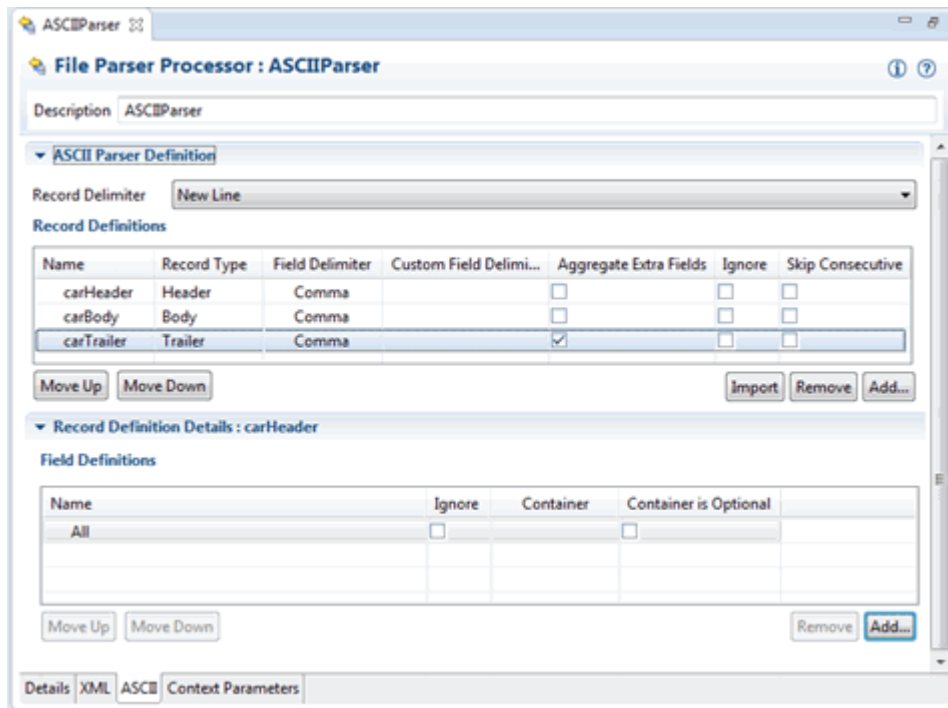 ASCIIParser
File Parser Processor : ASCIIParser
Description ASCIIParser
ASCII Parser Definition
Record Delimiter New Line
Record Definitions
Name Record Type Field Delimiter Custom Field Delimi... Aggregate Extra Fields Ignore Skip Consecutive
carHeader Header Comma
carBody Body Comma
carTrailer Trailer Comma
Move Up Move Down Import Remove Add...
Record Definition Details : carHeader
Field Definitions
Name Ignore Container Container is Optional
All
Move Up Move Down Remove Add...
Details XML ASCII Context Parameters